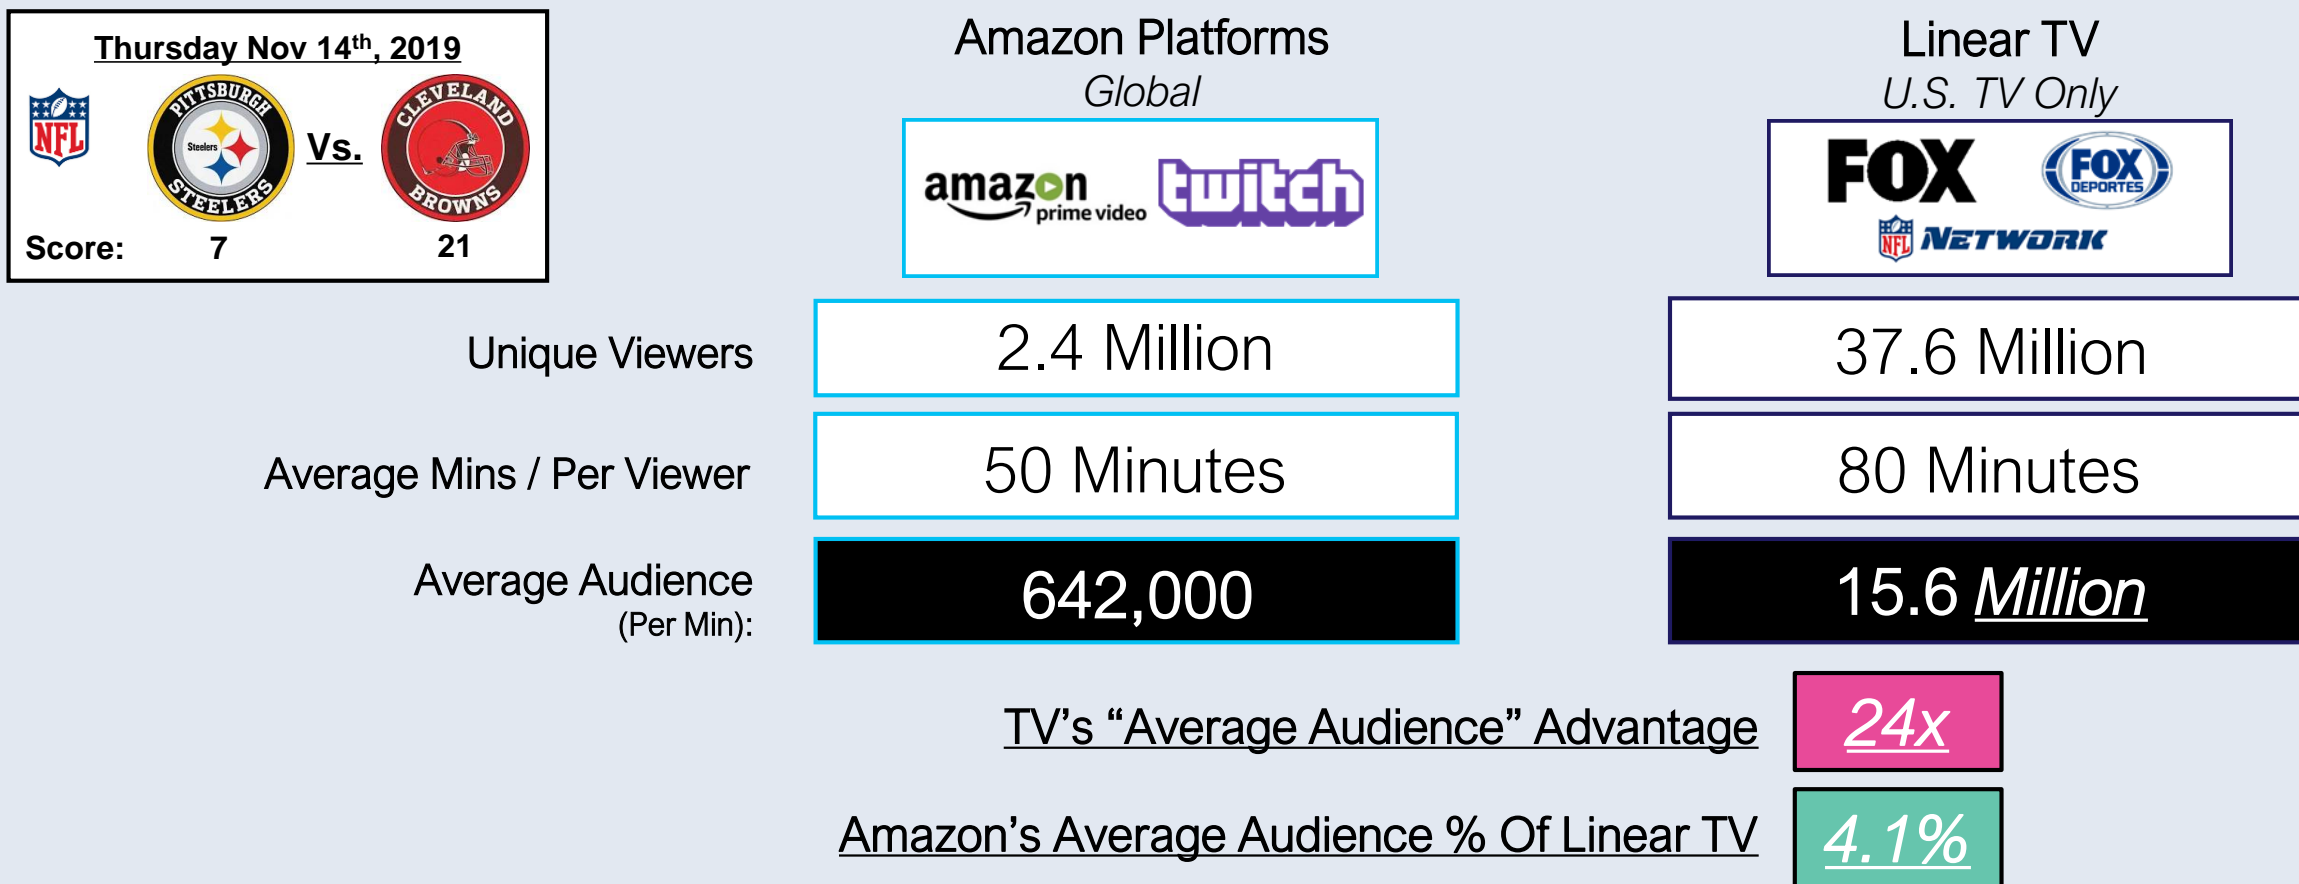 Thursday Nov 14th, 2019
NFL
PITTSBURGH
Steelers
STEELERS
Vs.
CLEVELAND
BROWNS
Score: 7 21
Amazon Platforms
Global
amazon
prime video
twitch
Linear TV
U.S. TV Only
FOX
FOX
DEPORTES
NFL NETWORK
Unique Viewers 2.4 Million 37.6 Million
Average Mins / Per Viewer 50 Minutes 80 Minutes
Average Audience 642,000 15.6 Million
(Per Min):
TV's “Average Audience” Advantage 24x
Amazon's Average Audience % Of Linear TV 4.1%